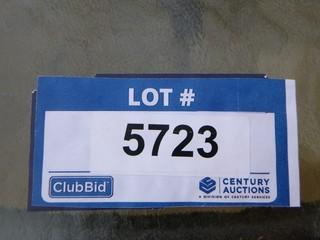 LOT #
5723
ClubBid
CENTURY
AUCTIONS
A DIVISION OF CENTURY SERVICES